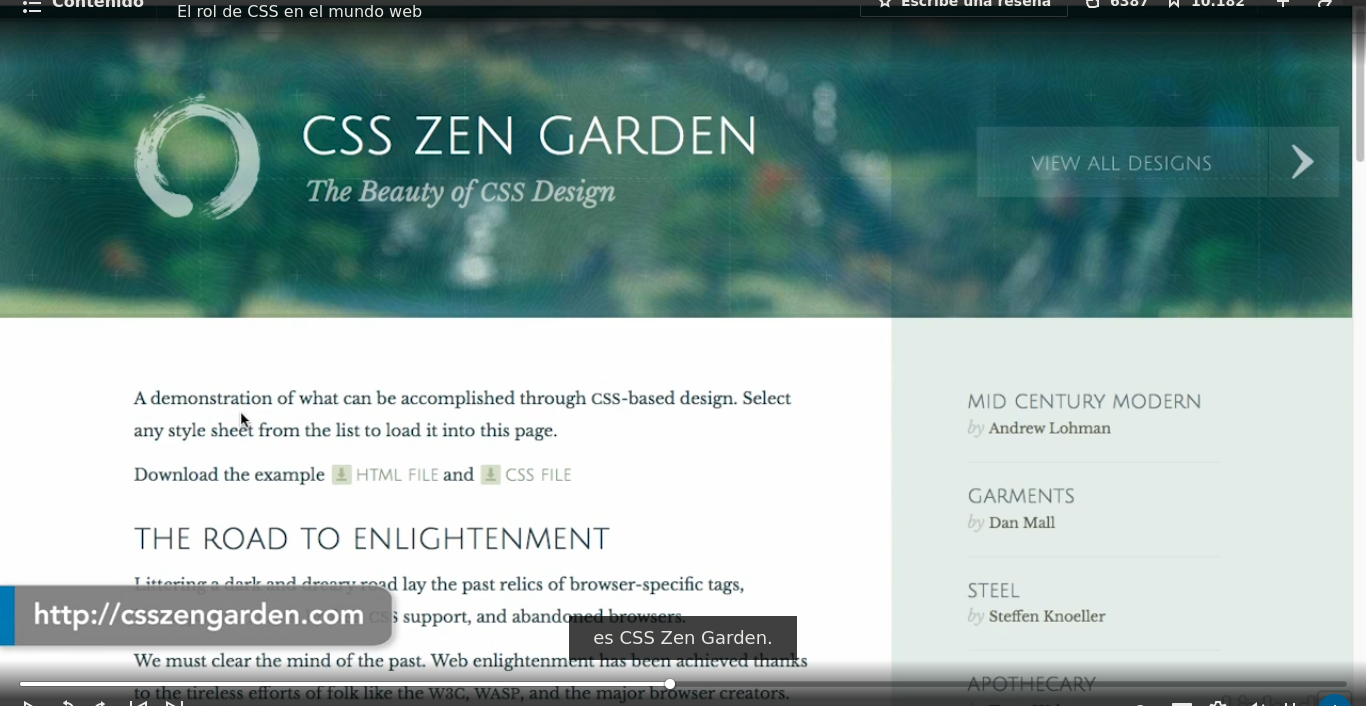 Contenido
El rol de CSS en el mundo web
Escribe una reseña
6387
10.182
CSS ZEN GARDEN
The Beauty of CSS Design
VIEW ALL DESIGNS
A demonstration of what can be accomplished through CSS-based design. Select
any style sheet from the list to load it into this page.
Download the example HTML FILE and CSS FILE
THE ROAD TO ENLIGHTENMENT
Littering a dark and dreary road lay the past relics of browser-specific tags,
CSS support, and abandoned browsers.
We must clear the mind of the past. Web enlightenment has been achieved thanks
to the tireless efforts of folk like the W3C, WASP, and the major browser creators.
MID CENTURY MODERN
by Andrew Lohman
GARMENTS
by Dan Mall
STEEL
by Steffen Knoeller
APOTHECARY
http://csszengarden.com
es CSS Zen Garden.